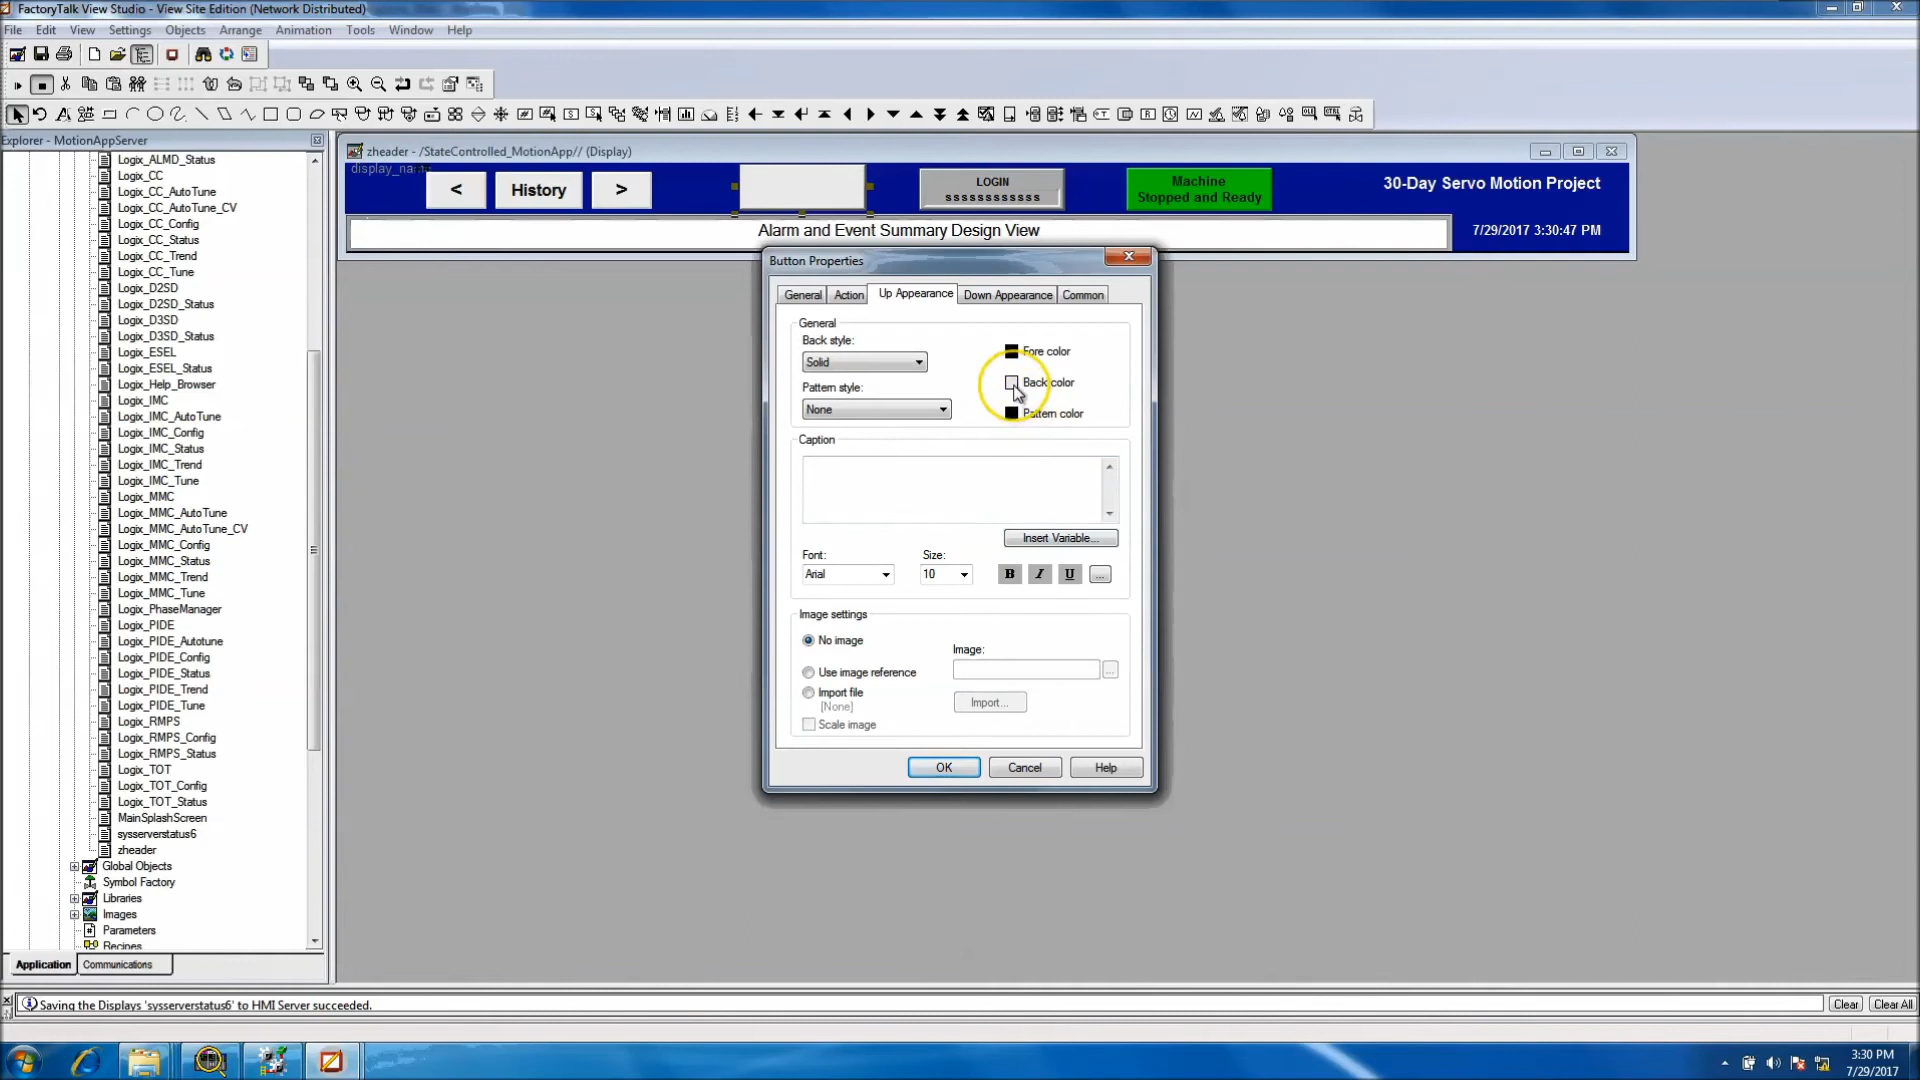 FactoryTalk View Studio - View Site Edition (Network Distributed)
File Edit View Settings Objects Arrange Animation Tools Window Help
Explorer - MotionAppServer
Logix_ALMD_Status
Logix_CC
Logix_CC_AutoTune
Logix_CC_AutoTune_CV
Logix_CC_Config
Logix_CC_Status
Logix_CC_Trend
Logix_CC_Tune
Logix_D2SD
Logix_D2SD_Status
Logix_D3SD
Logix_D3SD_Status
Logix_ESEL
Logix_ESEL_Status
Logix_Help_Browser
Logix_IMC
Logix_IMC_AutoTune
Logix_IMC_Config
Logix_IMC_Status
Logix_IMC_Trend
Logix_IMC_Tune
Logix_MMC
Logix_MMC_AutoTune
Logix_MMC_AutoTune_CV
Logix_MMC_Config
Logix_MMC_Status
Logix_MMC_Trend
Logix_MMC_Tune
Logix_PhaseManager
Logix_PIDE
Logix_PIDE_Autotune
Logix_PIDE_Config
Logix_PIDE_Status
Logix_PIDE_Trend
Logix_PIDE_Tune
Logix_RMPS
Logix_RMPS_Config
Logix_RMPS_Status
Logix_TOT
Logix_TOT_Config
Logix_TOT_Status
MainSplashScreen
sysserverstatus6
zheader
Global Objects
Symbol Factory
Libraries
Images
Parameters
Recipes
Application Communications
zheader - /StateControlled_MotionApp// (Display)
display_name
< History >
LOGIN
ssssssssssss
Machine
Stopped and Ready
30-Day Servo Motion Project
Alarm and Event Summary Design View
7/29/2017 3:30:47 PM
Button Properties
General Action Up Appearance Down Appearance Common
General
Back style:
Solid
Pattern style:
None
Fore color
Back color
Pattern color
Caption
Insert Variable...
Font: Size:
Arial 10 B I U ...
Image settings
No image
Use image reference
Import file
[None]
Scale image
Image:
...
Import...
OK Cancel Help
Saving the Displays 'sysserverstatus6' to HMI Server succeeded.
Clear Clear All
3:30 PM
7/29/2017